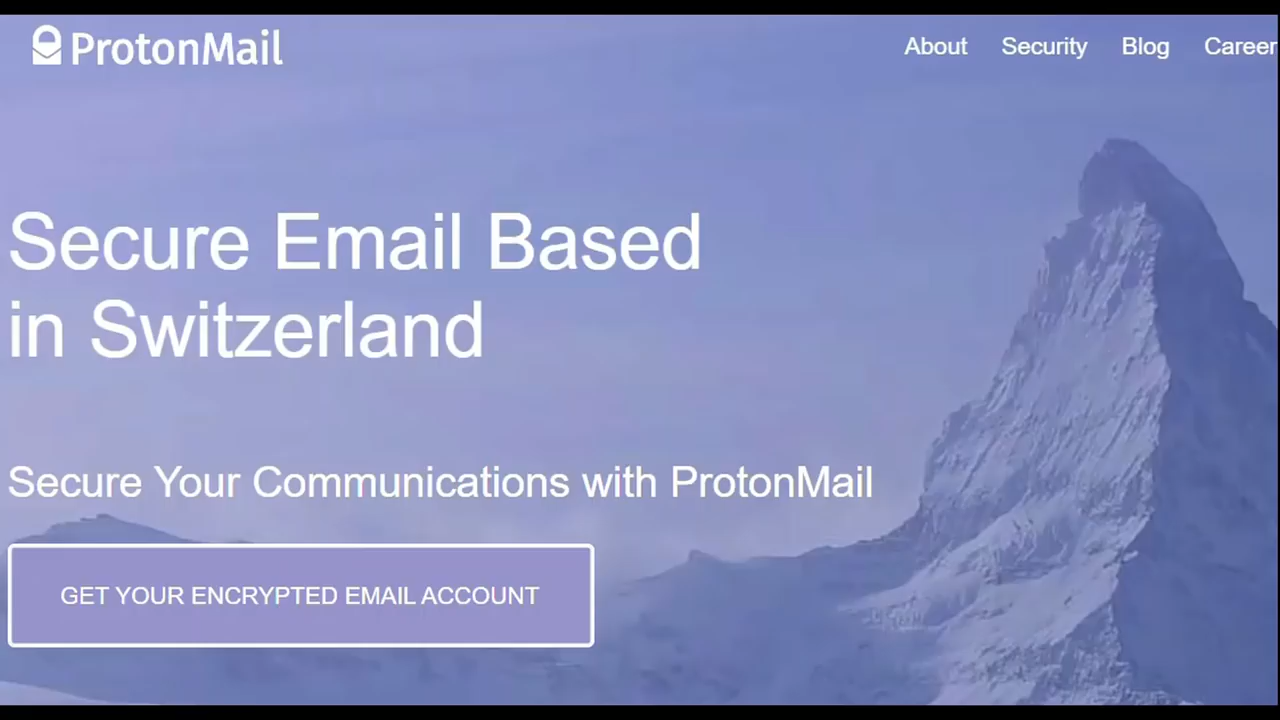 ProtonMail
About Security Blog Career
Secure Email Based
in Switzerland
Secure Your Communications with ProtonMail
GET YOUR ENCRYPTED EMAIL ACCOUNT